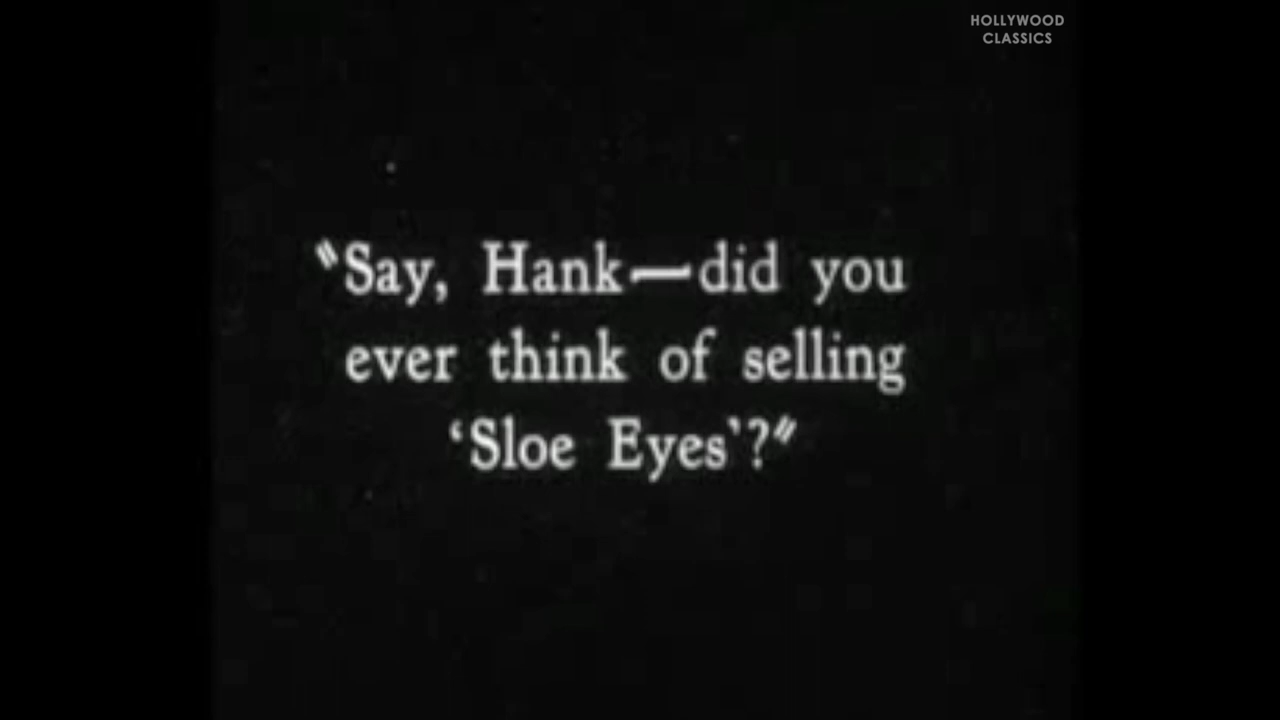 HOLLYWOOD
CLASSICS
"Say, Hank—did you
ever think of selling
‘Sloe Eyes’?"